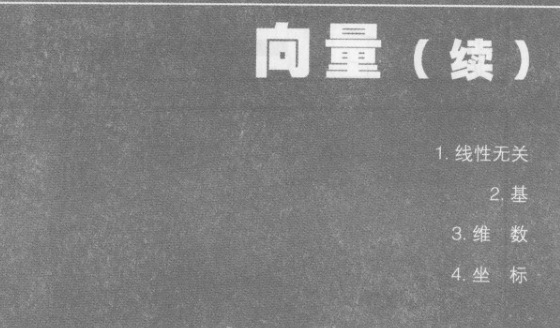 向量（续）
1. 线性无关
2. 基
3. 维 数
4. 坐 标